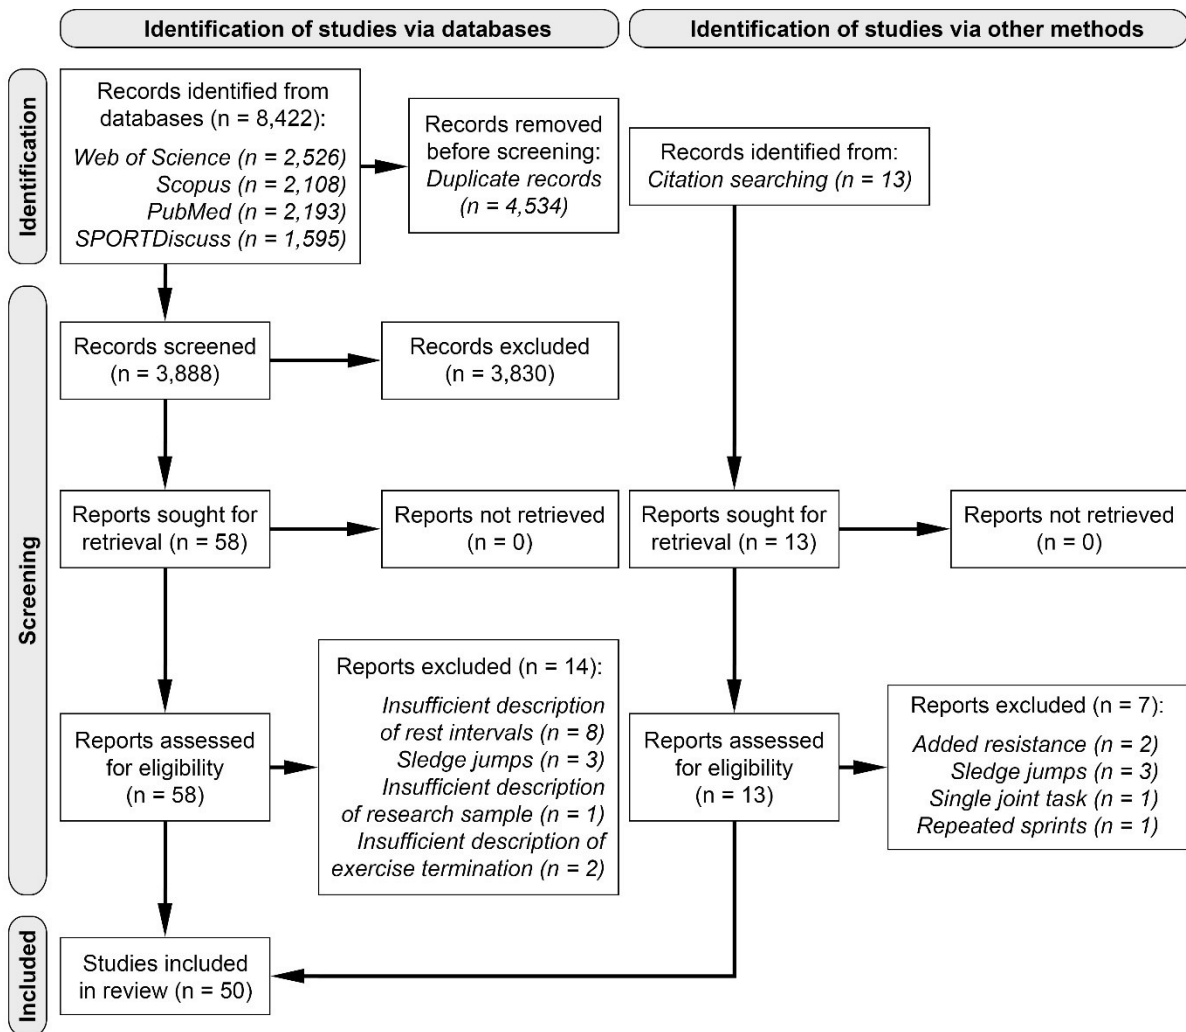 Identification of studies via databases
Identification of studies via other methods
Identification
Records identified from
databases (n = 8,422):
Web of Science (n = 2,526)
Scopus (n = 2,108)
PubMed (n = 2,193)
SPORTDiscuss (n = 1,595)
Records removed
before screening:
Duplicate records
(n = 4,534)
Records identified from:
Citation searching (n = 13)
Screening
Records screened
(n = 3,888)
Records excluded
(n = 3,830)
Reports sought for
retrieval (n = 58)
Reports not retrieved
(n = 0)
Reports sought for
retrieval (n = 13)
Reports not retrieved
(n = 0)
Reports assessed
for eligibility
(n = 58)
Reports excluded (n = 14):
Insufficient description
of rest intervals (n = 8)
Sledge jumps (n = 3)
Insufficient description
of research sample (n = 1)
Insufficient description of
exercise termination (n = 2)
Reports assessed
for eligibility
(n = 13)
Reports excluded (n = 7):
Added resistance (n = 2)
Sledge jumps (n = 3)
Single joint task (n = 1)
Repeated sprints (n = 1)
Included
Studies included
in review (n = 50)